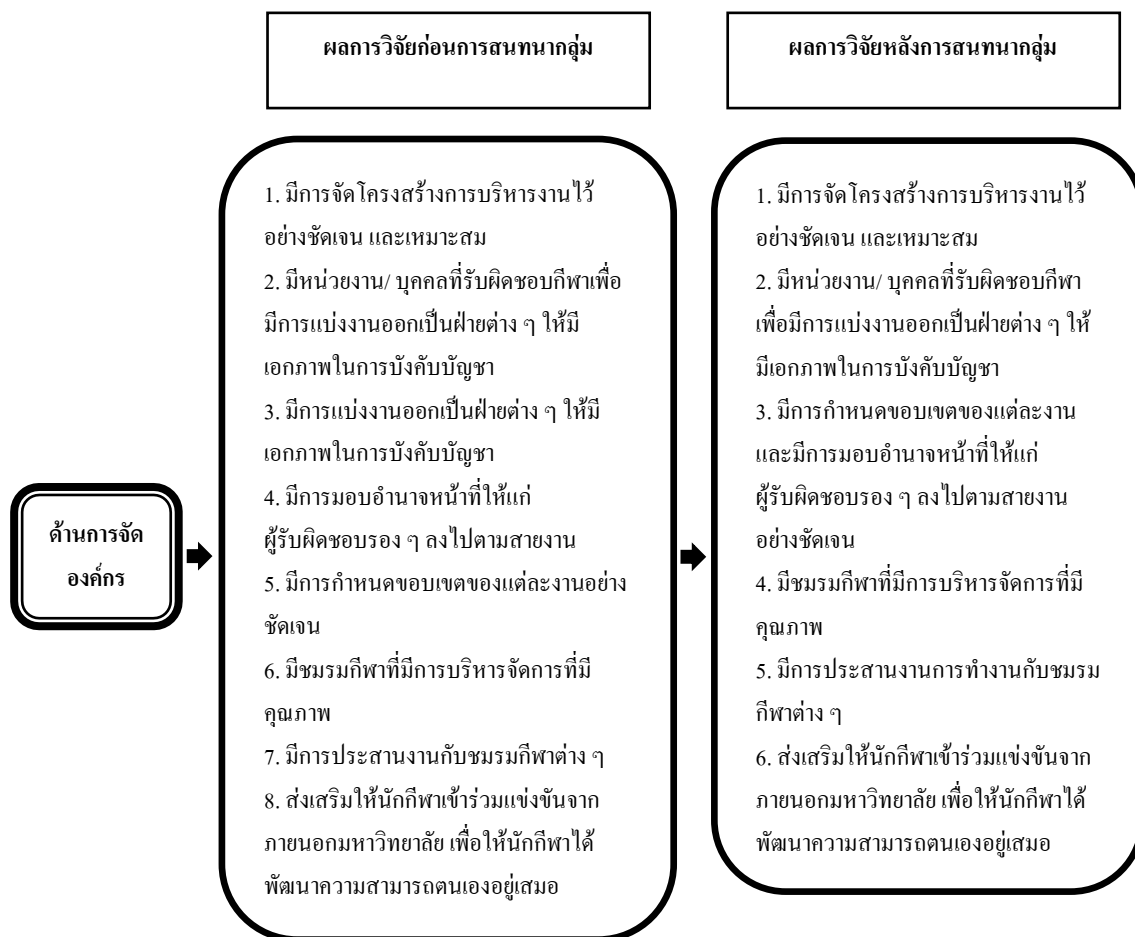 ผลการวิจัยก่อนการสนทนากลุ่ม
ผลการวิจัยหลังการสนทนากลุ่ม
ด้านการจัด
องค์กร
1. มีการจัดโครงสร้างการบริหารงานไว้
อย่างชัดเจน และเหมาะสม
2. มีหน่วยงาน/ บุคคลที่รับผิดชอบกีฬาเพื่อ
มีการแบ่งงานออกเป็นฝ่ายต่าง ๆ ให้มี
เอกภาพในการบังคับบัญชา
3. มีการแบ่งงานออกเป็นฝ่ายต่าง ๆ ให้มี
เอกภาพในการบังคับบัญชา
4. มีการมอบอำนาจหน้าที่ให้แก่
ผู้รับผิดชอบรอง ๆ ลงไปตามสายงาน
5. มีการกำหนดขอบเขตของแต่ละงานอย่าง
ชัดเจน
6. มีชมรมกีฬาที่มีการบริหารจัดการที่มี
คุณภาพ
7. มีการประสานงานกับชมรมกีฬาต่าง ๆ
8. ส่งเสริมให้นักกีฬาเข้าร่วมแข่งขันจาก
ภายนอกมหาวิทยาลัย เพื่อให้นักกีฬาได้
พัฒนาความสามารถตนเองอยู่เสมอ
1. มีการจัดโครงสร้างการบริหารงานไว้
อย่างชัดเจน และเหมาะสม
2. มีหน่วยงาน/ บุคคลที่รับผิดชอบกีฬา
เพื่อมีการแบ่งงานออกเป็นฝ่ายต่าง ๆ ให้
มีเอกภาพในการบังคับบัญชา
3. มีการกำหนดขอบเขตของแต่ละงาน
และมีการมอบอำนาจหน้าที่ให้แก่
ผู้รับผิดชอบรอง ๆ ลงไปตามสายงาน
อย่างชัดเจน
4. มีชมรมกีฬาที่มีการบริหารจัดการที่มี
คุณภาพ
5. มีการประสานงานการทำงานกับชมรม
กีฬาต่าง ๆ
6. ส่งเสริมให้นักกีฬาเข้าร่วมแข่งขันจาก
ภายนอกมหาวิทยาลัย เพื่อให้นักกีฬาได้
พัฒนาความสามารถตนเองอยู่เสมอ